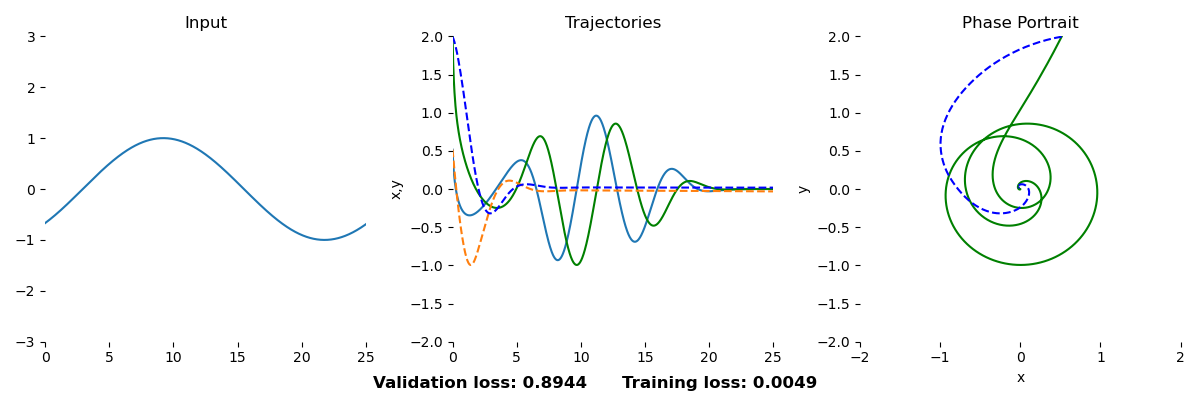 Input
3
2
1
0
−1
−2
−3
0 5 10 15 20 25
Trajectories
x,y
2.0
1.5
1.0
0.5
0.0
−0.5
−1.0
−1.5
−2.0
0 5 10 15 20 25
Phase Portrait
y
2.0
1.5
1.0
0.5
0.0
−0.5
−1.0
−1.5
−2.0
−2 −1 0 1 2
x
Validation loss: 0.8944 Training loss: 0.0049